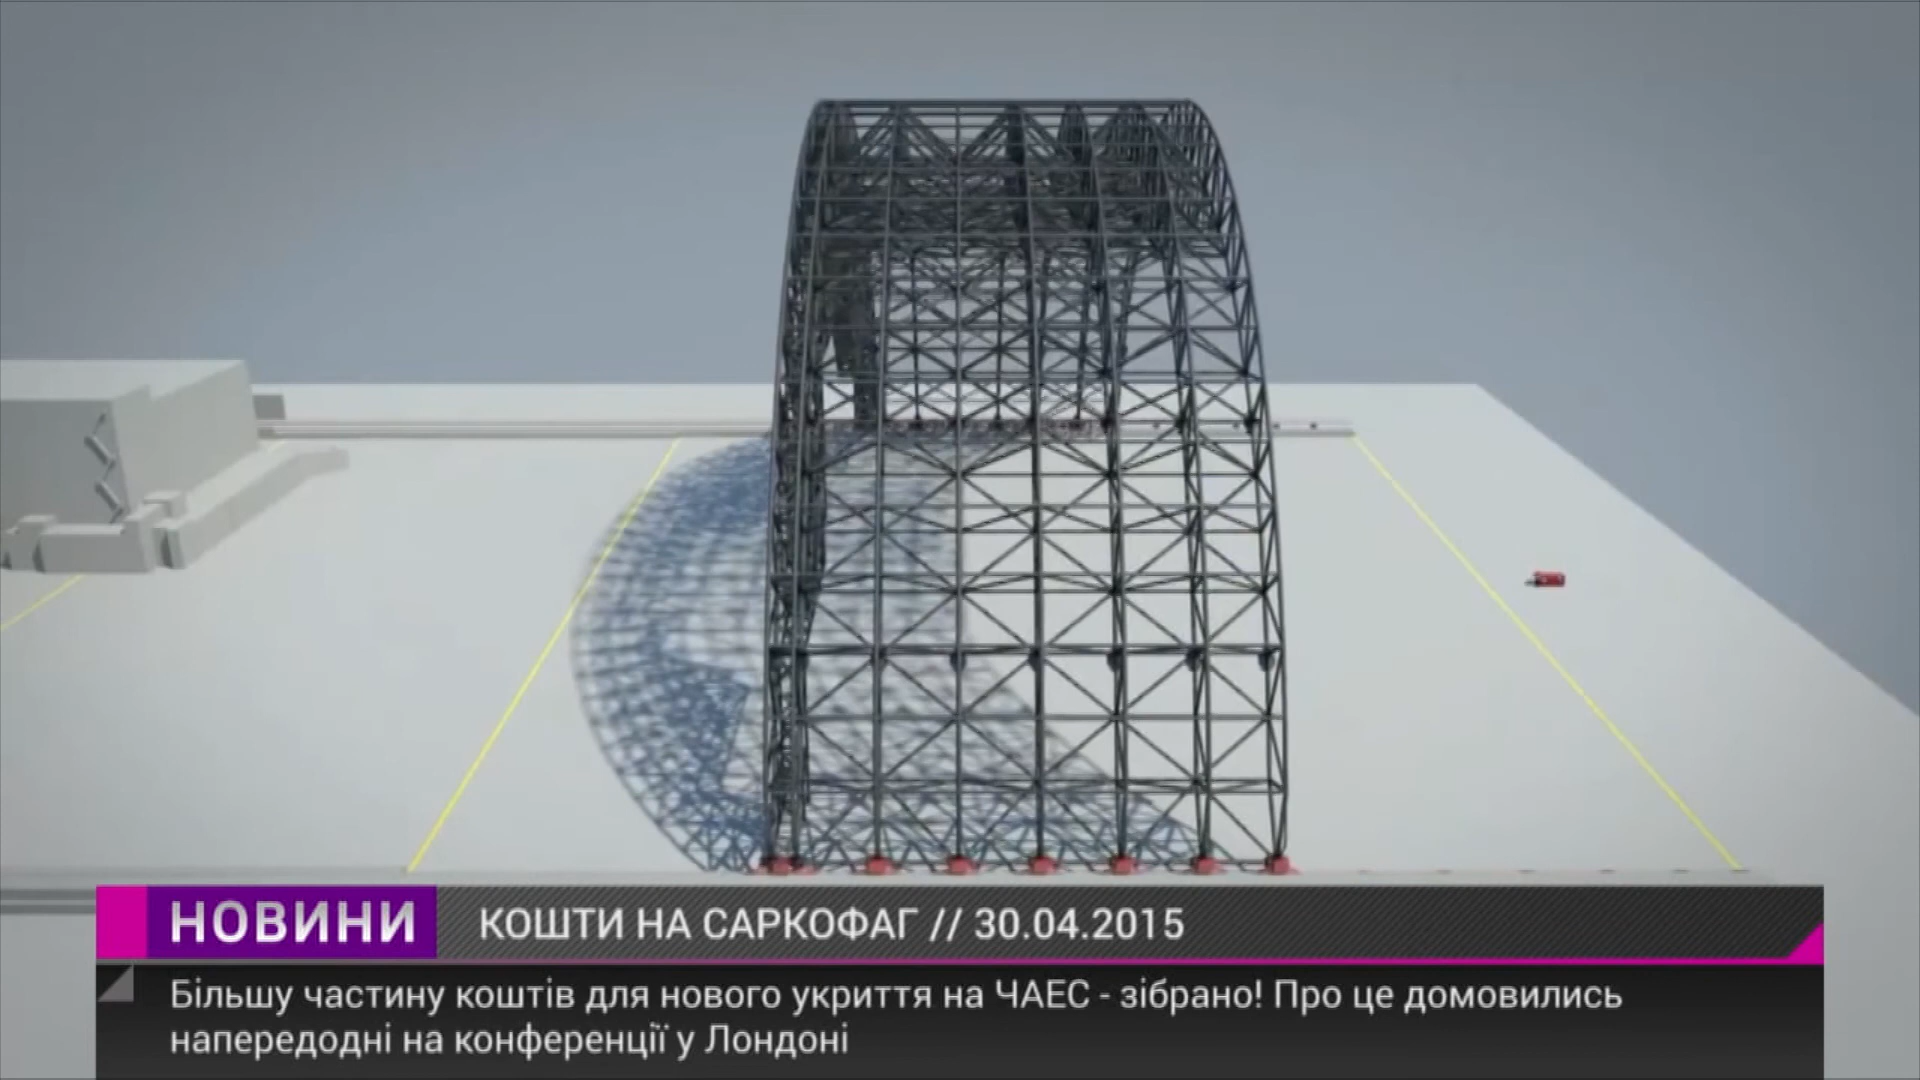 НОВИНИ
КОШТИ НА САРКОФАГ // 30.04.2015
Більшу частину коштів для нового укриття на ЧАЕС - зібрано! Про це домовились
напередодні на конференції у Лондоні